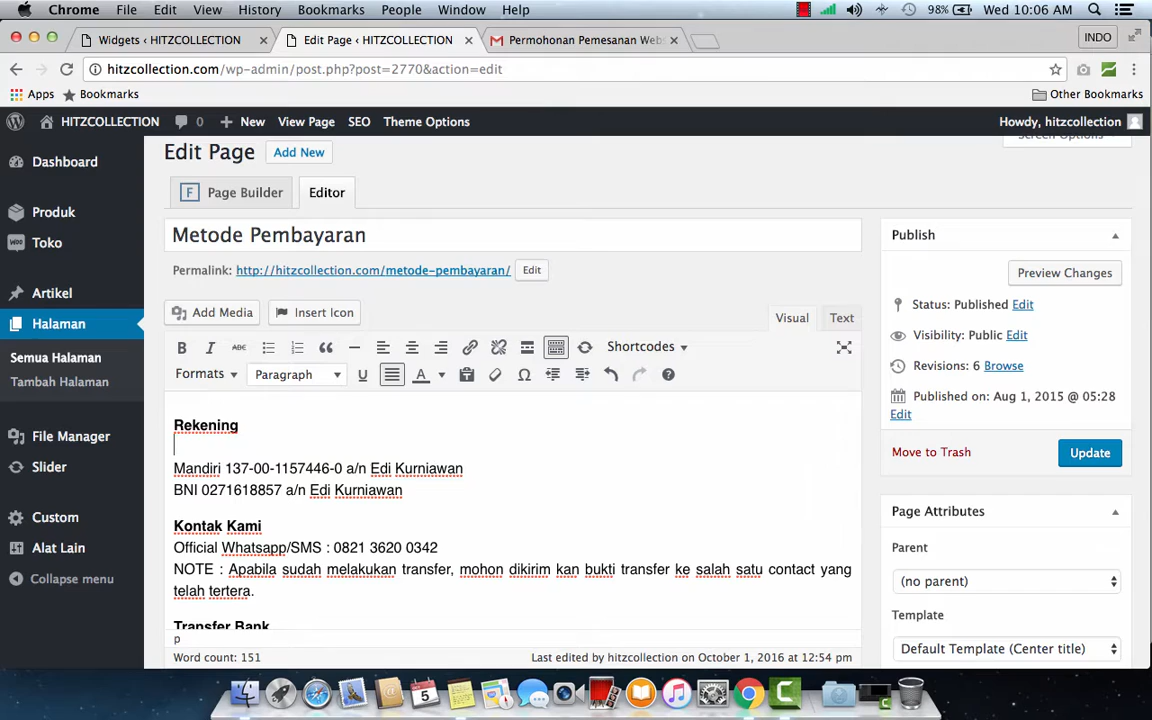 Chrome File Edit View History Bookmarks People Window Help 98% Wed 10:06 AM
Widgets ‹ HITZCOLLECTION Edit Page ‹ HITZCOLLECTION Permohonan Pemesanan Web INDO
hitzcollection.com/wp-admin/post.php?post=2770&action=edit
Apps Bookmarks Other Bookmarks
HITZCOLLECTION 0 New View Page SEO Theme Options Howdy, hitzcollection
Screen Options
Dashboard
Produk
Woo Toko
Artikel
Halaman
Semua Halaman
Tambah Halaman
File Manager
Slider
Custom
Alat Lain
Collapse menu
Edit Page Add New
F Page Builder Editor
Metode Pembayaran
Permalink: http://hitzcollection.com/metode-pembayaran/ Edit
Add Media Insert Icon Visual Text
B I ABC Shortcodes
Formats Paragraph U A Ω
Rekening
Mandiri 137-00-1157446-0 a/n Edi Kurniawan
BNI 0271618857 a/n Edi Kurniawan
Kontak Kami
Official Whatsapp/SMS : 0821 3620 0342
NOTE : Apabila sudah melakukan transfer, mohon dikirim kan bukti transfer ke salah satu contact yang
telah tertera.
Transfer Bank
p
Word count: 151 Last edited by hitzcollection on October 1, 2016 at 12:54 pm
Publish
Preview Changes
Status: Published Edit
Visibility: Public Edit
Revisions: 6 Browse
Published on: Aug 1, 2015 @ 05:28
Edit
Move to Trash Update
Page Attributes
Parent
(no parent)
Template
Default Template (Center title)
5